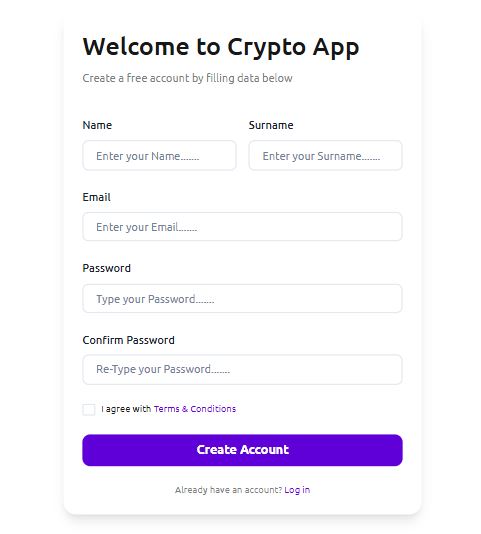 Welcome to Crypto App
Create a free account by filling data below
Name
Surname
Enter your Name.......
Enter your Surname.......
Email
Enter your Email.......
Password
Type your Password.......
Confirm Password
Re-Type your Password.......
I agree with Terms & Conditions
Create Account
Already have an account? Log in